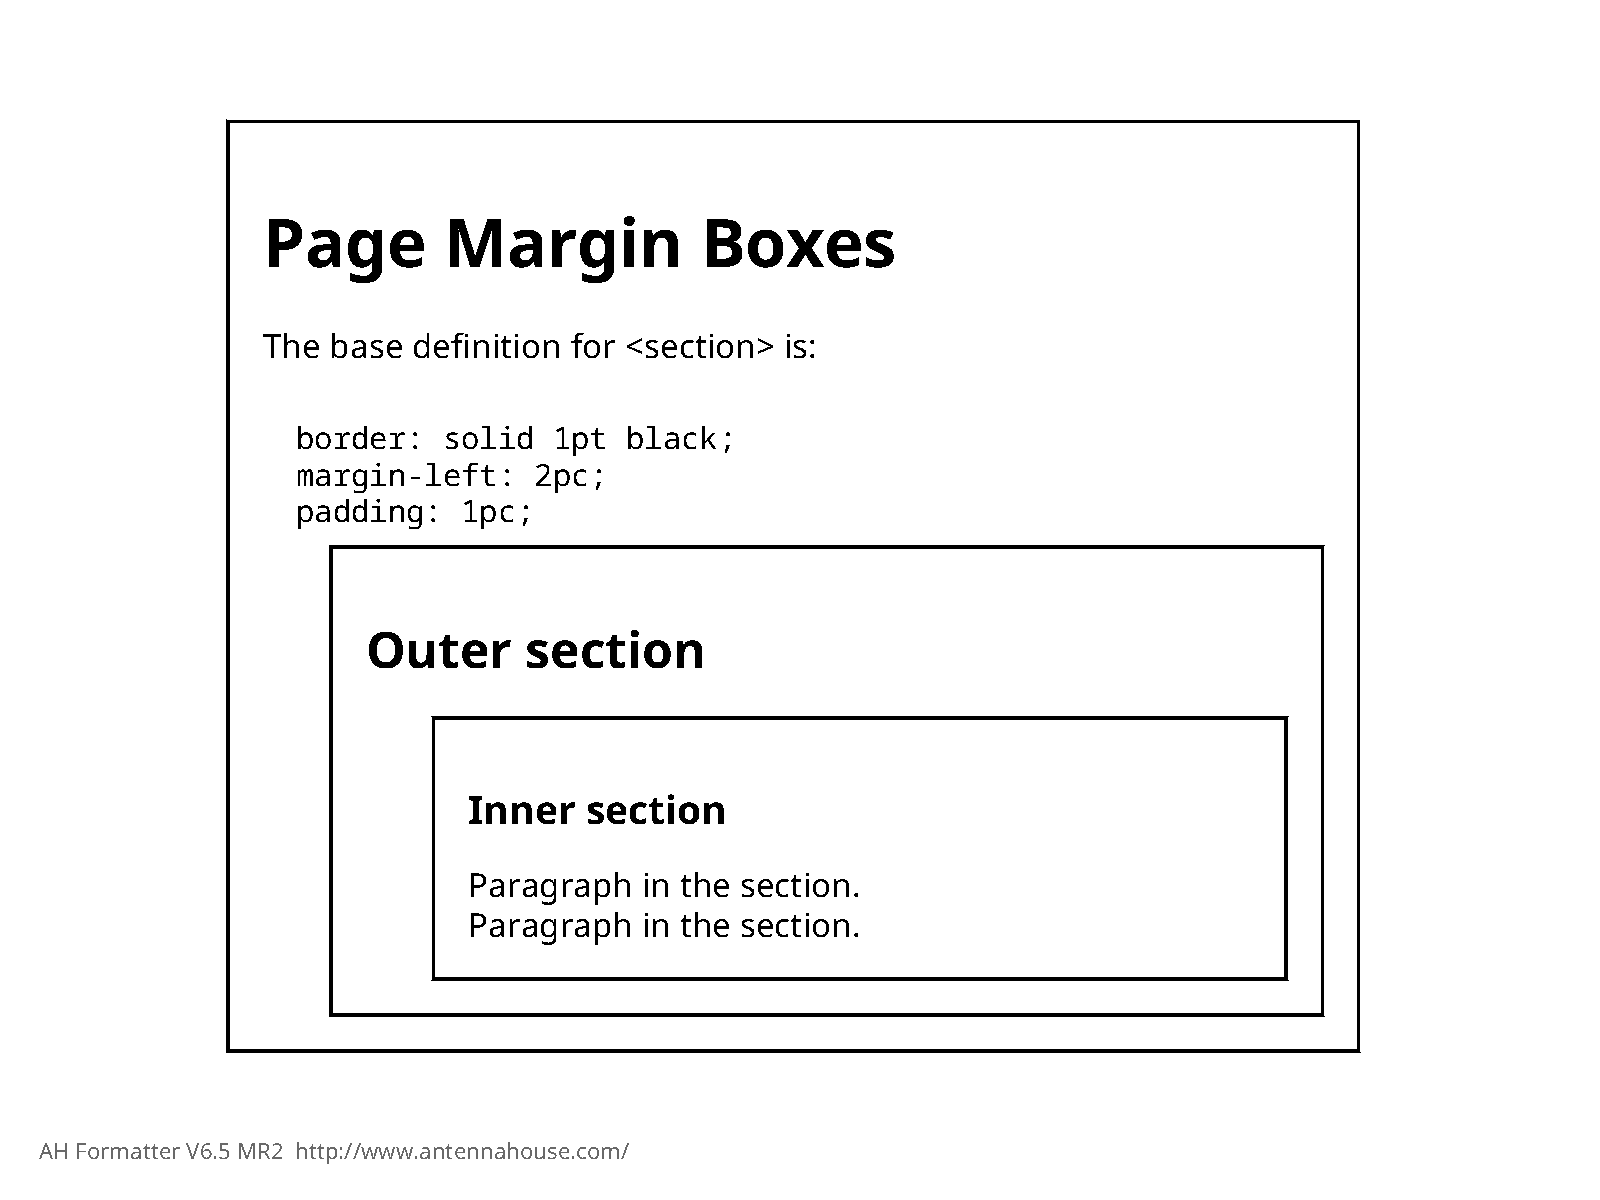 Page Margin Boxes
The base definition for <section> is:
border: solid 1pt black;
margin-left: 2pc;
padding: 1pc;
Outer section
Inner section
Paragraph in the section.
Paragraph in the section.
AH Formatter V6.5 MR2  http://www.antennahouse.com/